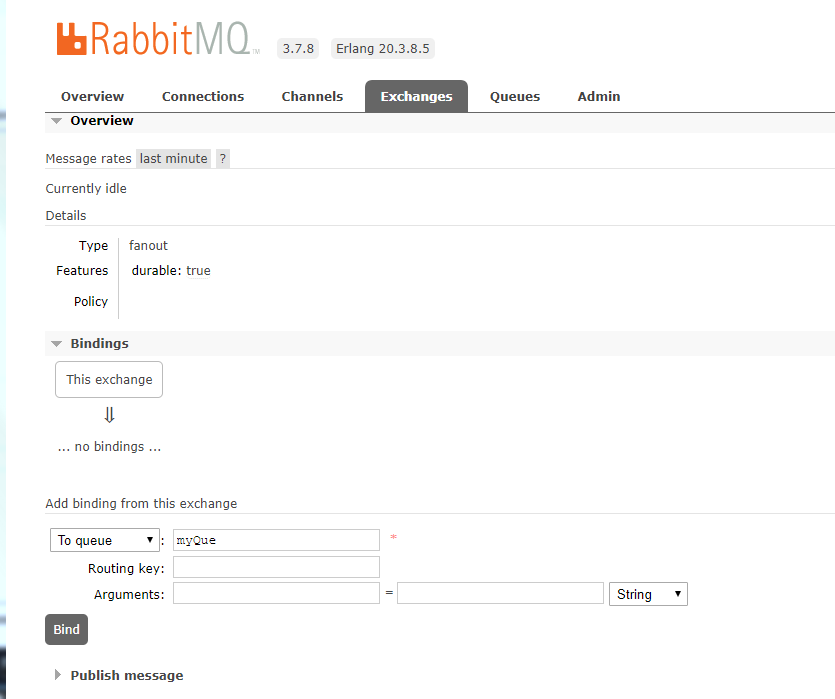 RabbitMQ TM 3.7.8 Erlang 20.3.8.5
Overview Connections Channels Exchanges Queues Admin
Overview
Message rates last minute ?
Currently idle
Details
Type fanout
Features durable: true
Policy
Bindings
This exchange
⇓
... no bindings ...
Add binding from this exchange
To queue ▼ : myQue *
Routing key:
Arguments: = String ▼
Bind
Publish message